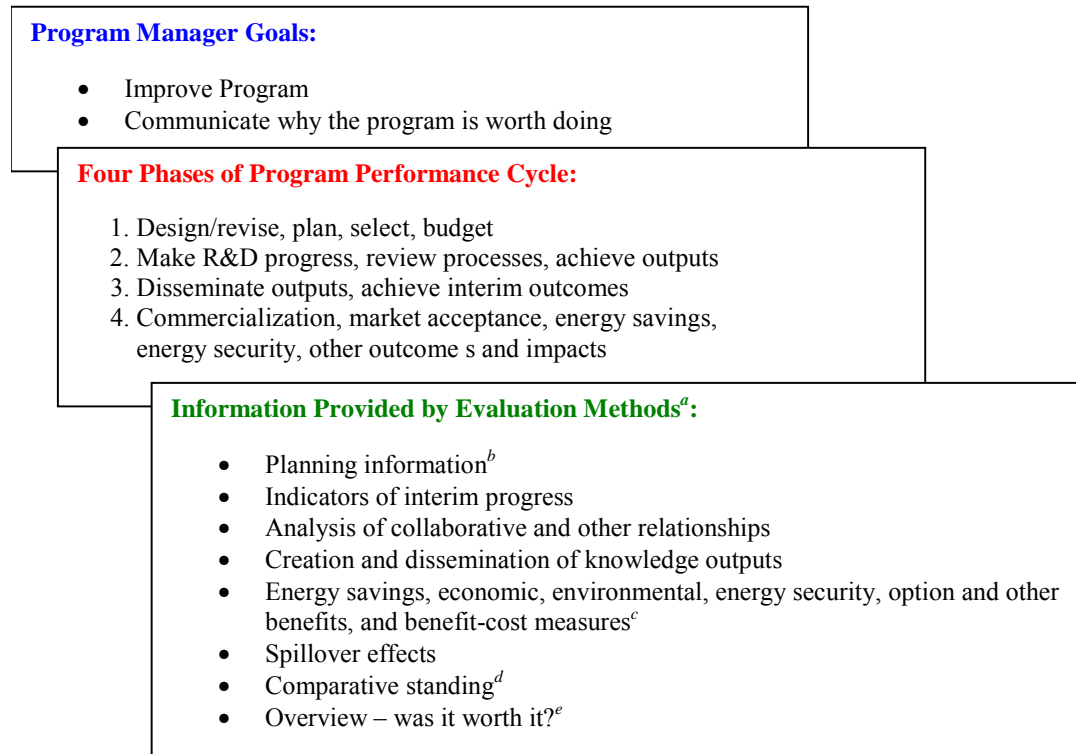 Program Manager Goals:
• Improve Program
• Communicate why the program is worth doing
Four Phases of Program Performance Cycle:
1. Design/revise, plan, select, budget
2. Make R&D progress, review processes, achieve outputs
3. Disseminate outputs, achieve interim outcomes
4. Commercialization, market acceptance, energy savings,
energy security, other outcome s and impacts
Information Provided by Evaluation Methodsa:
• Planning informationb
• Indicators of interim progress
• Analysis of collaborative and other relationships
• Creation and dissemination of knowledge outputs
• Energy savings, economic, environmental, energy security, option and other
benefits, and benefit-cost measuresc
• Spillover effects
• Comparative standingd
• Overview – was it worth it?e